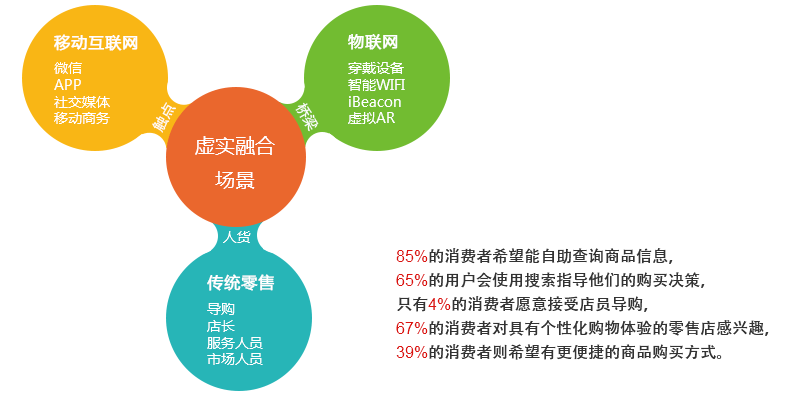 移动互联网
微信
APP
社交媒体
移动商务
触点
物联网
穿戴设备
智能WIFI
iBeacon
虚拟AR
桥梁
虚实融合
场景
人货
传统零售
导购
店长
服务人员
市场人员
85%的消费者希望能自助查询商品信息,
65%的用户会使用搜索指导他们的购买决策,
只有4%的消费者愿意接受店员导购,
67%的消费者对具有个性化购物体验的零售店感兴趣,
39%的消费者则希望有更便捷的商品购买方式。